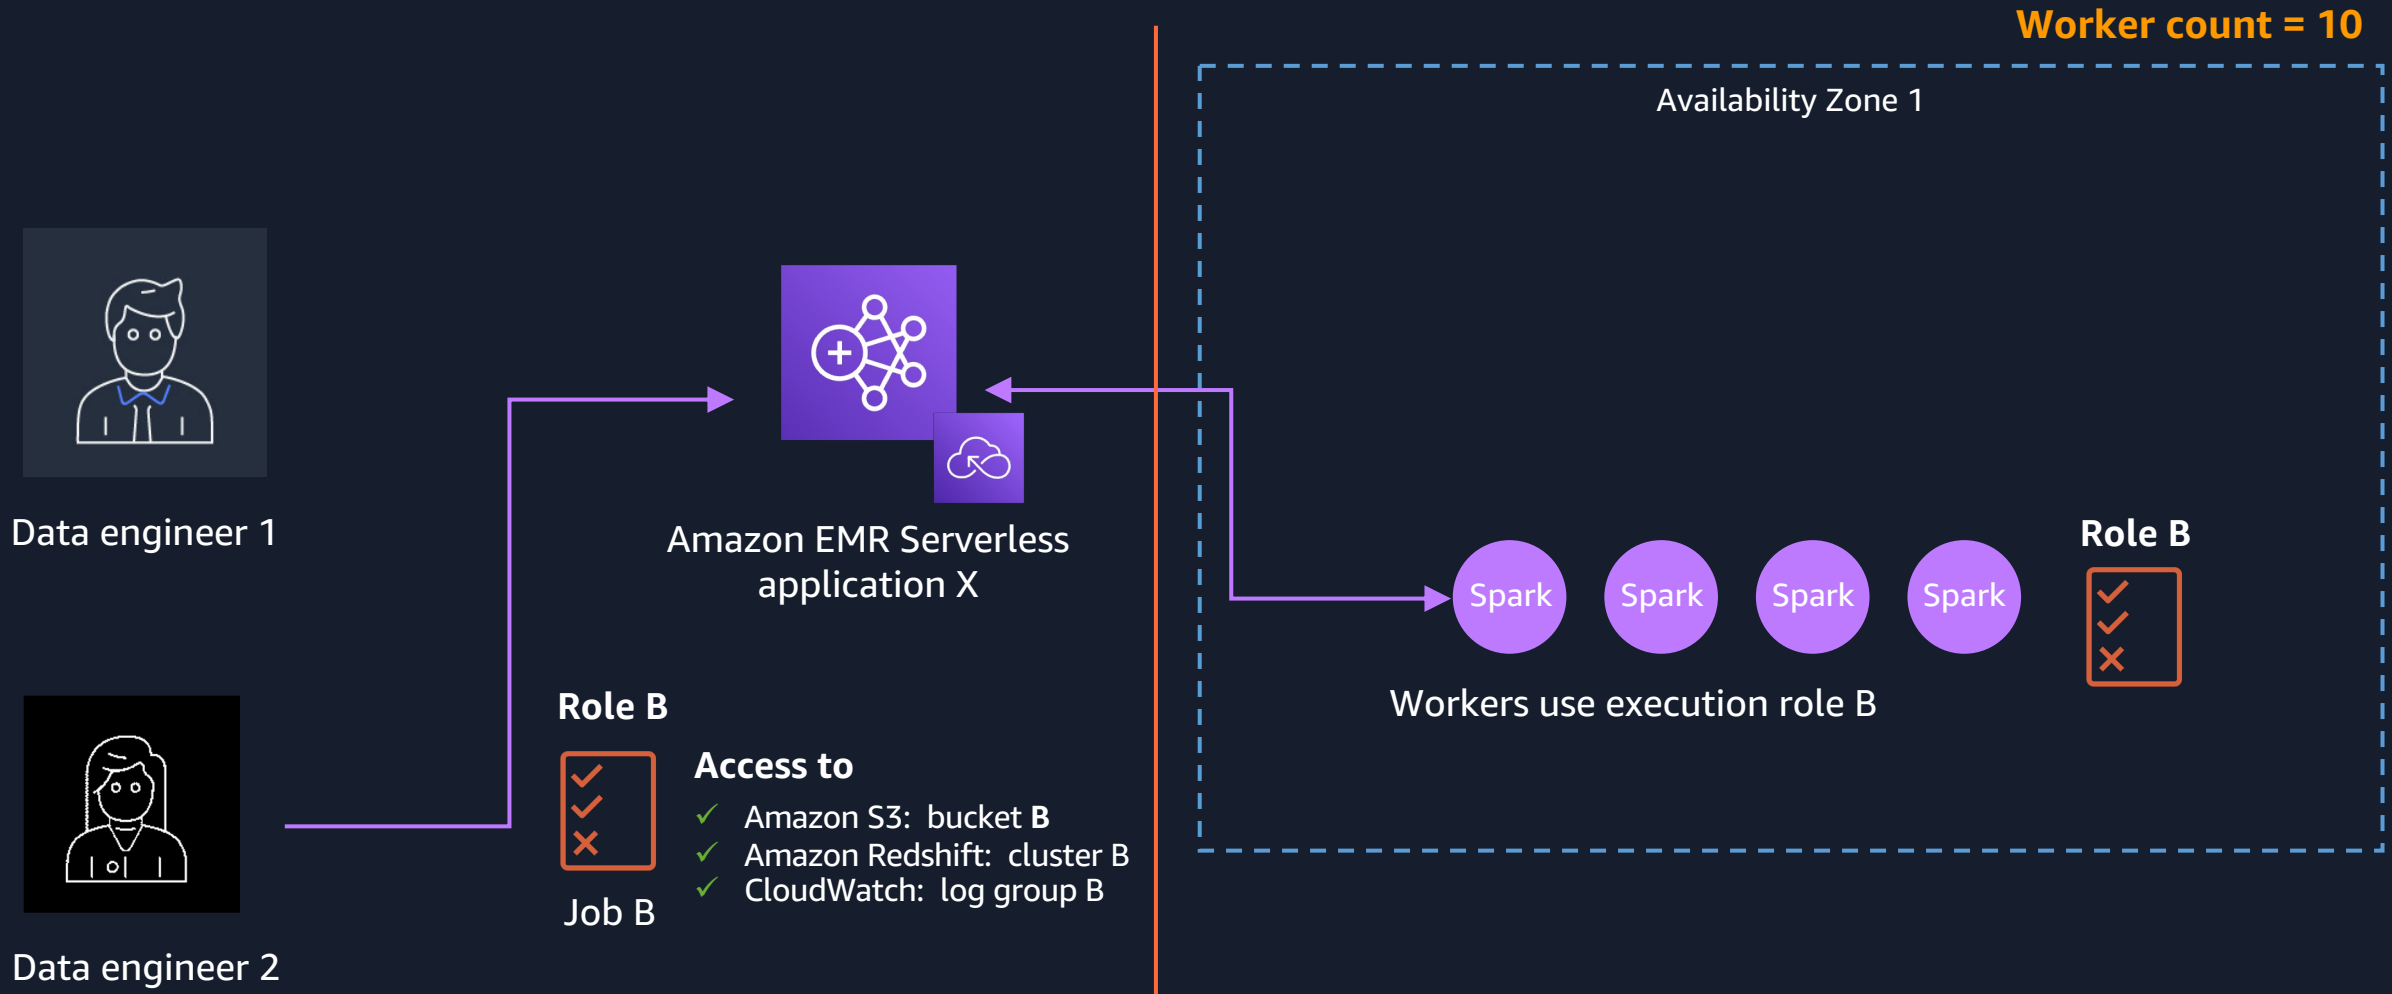 Worker count = 10
Availability Zone 1
Data engineer 1
Amazon EMR Serverless
application X
Role B
Spark
Spark
Spark
Spark
Workers use execution role B
Role B
Access to
Amazon S3: bucket B
Amazon Redshift: cluster B
CloudWatch: log group B
Job B
Data engineer 2